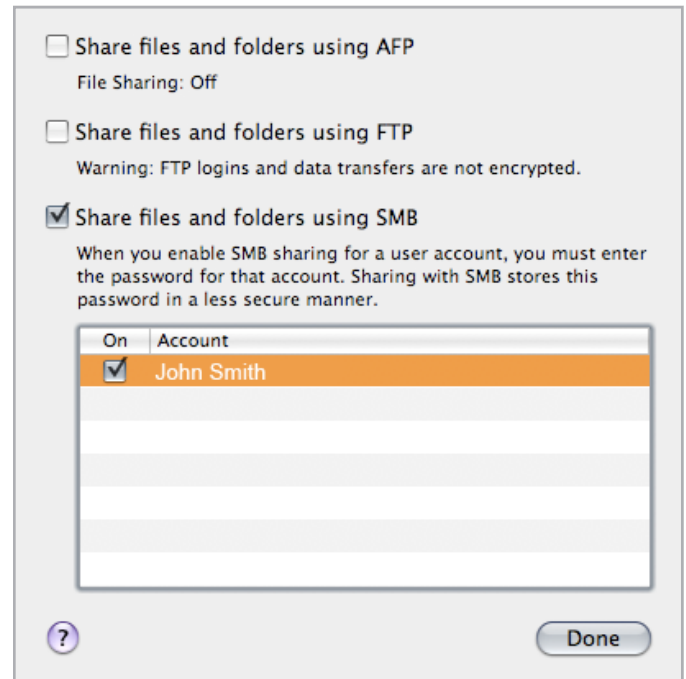 Share files and folders using AFP
File Sharing: Off
Share files and folders using FTP
Warning: FTP logins and data transfers are not encrypted.
Share files and folders using SMB
When you enable SMB sharing for a user account, you must enter
the password for that account. Sharing with SMB stores this
password in a less secure manner.
On Account
John Smith
? Done